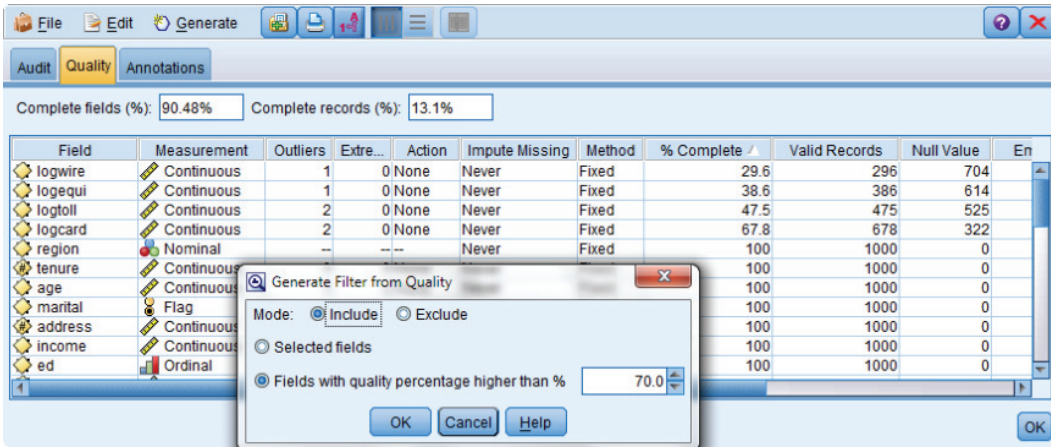 File Edit Generate
Audit Quality Annotations
Complete fields (%): 90.48% Complete records (%): 13.1%
Field Measurement Outliers Extre... Action Impute Missing Method % Complete Valid Records Null Value Em
logwire Continuous 1 0 None Never Fixed 29.6 296 704
logequi Continuous 1 0 None Never Fixed 38.6 386 614
logtoll Continuous 2 0 None Never Fixed 47.5 475 525
logcard Continuous 2 0 None Never Fixed 67.8 678 322
region Nominal -- -- -- Never Fixed 100 1000 0
tenure Continuous 100 1000 0
age Continuous 100 1000 0
marital Flag 100 1000 0
address Continuous 100 1000 0
income Continuous 100 1000 0
ed Ordinal 100 1000 0
Generate Filter from Quality
Mode: Include Exclude
Selected fields
Fields with quality percentage higher than % 70.0
OK Cancel Help
OK